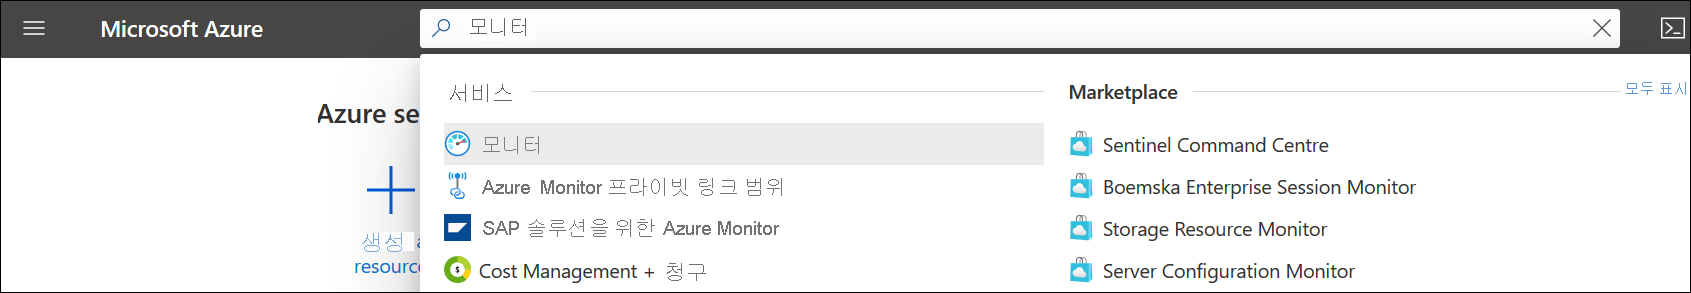 Microsoft Azure
모니터
Azure se
생성 a
resource
서비스
모니터
Azure Monitor 프라이빗 링크 범위
SAP 솔루션을 위한 Azure Monitor
Cost Management + 청구
Marketplace
모두 표시
Sentinel Command Centre
Boemska Enterprise Session Monitor
Storage Resource Monitor
Server Configuration Monitor